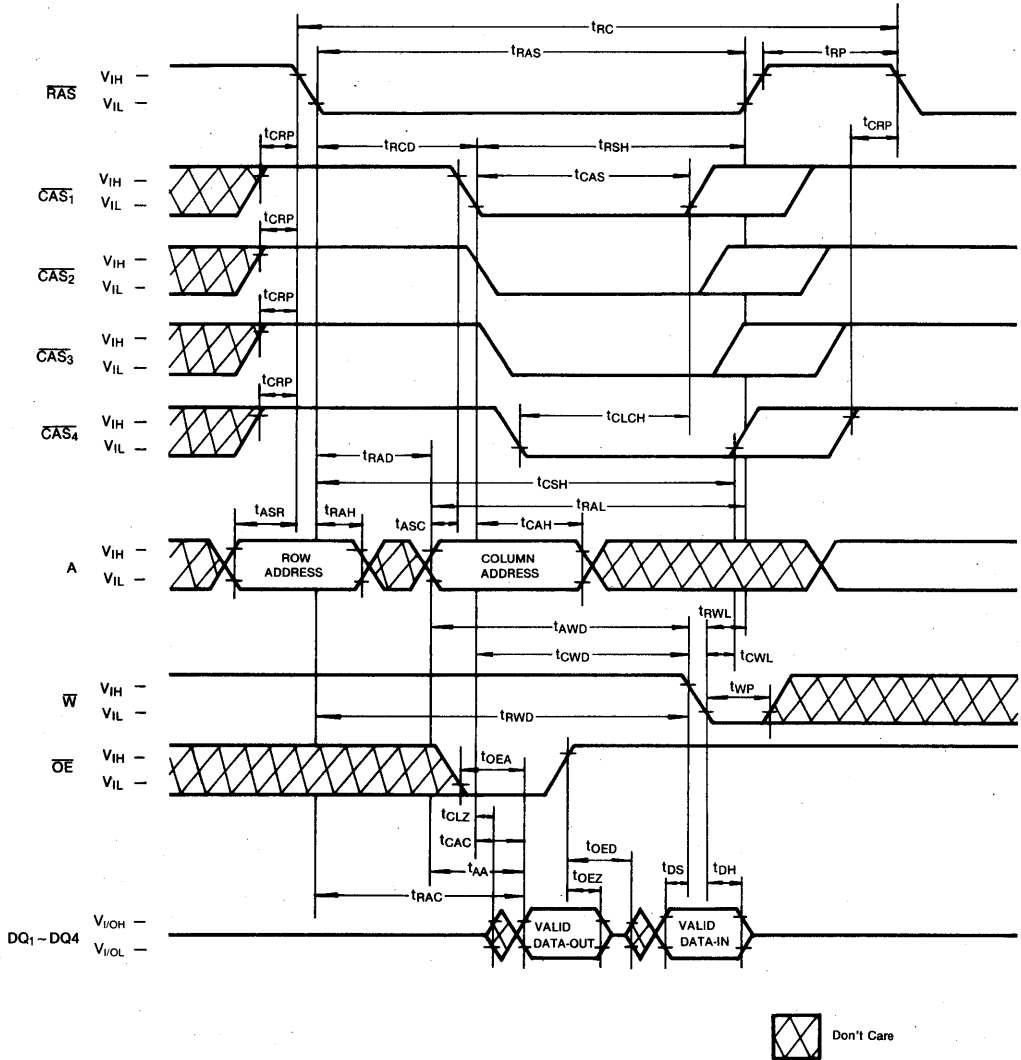 tRC
tRAS
tRP
RAS
VIH
VIL
tCRP
tRCD
tRSH
tCRP
CAS1
VIH
VIL
tCAS
tCRP
CAS2
VIH
VIL
tCRP
CAS3
VIH
VIL
tCRP
CAS4
VIH
VIL
tCLCH
tRAD
tCSH
tRAL
tASR
tRAH
tASC
tCAH
A
VIH
VIL
ROW
ADDRESS
COLUMN
ADDRESS
tAWD
tRWL
tCWD
tCWL
W
VIH
VIL
tWP
tRWD
OE
VIH
VIL
tOEA
tCLZ
tCAC
tOED
tAA
tOEZ
tDS
tDH
tRAC
DQ1~DQ4
VI/OH
VI/OL
VALID
DATA-OUT
VALID
DATA-IN
Don't Care